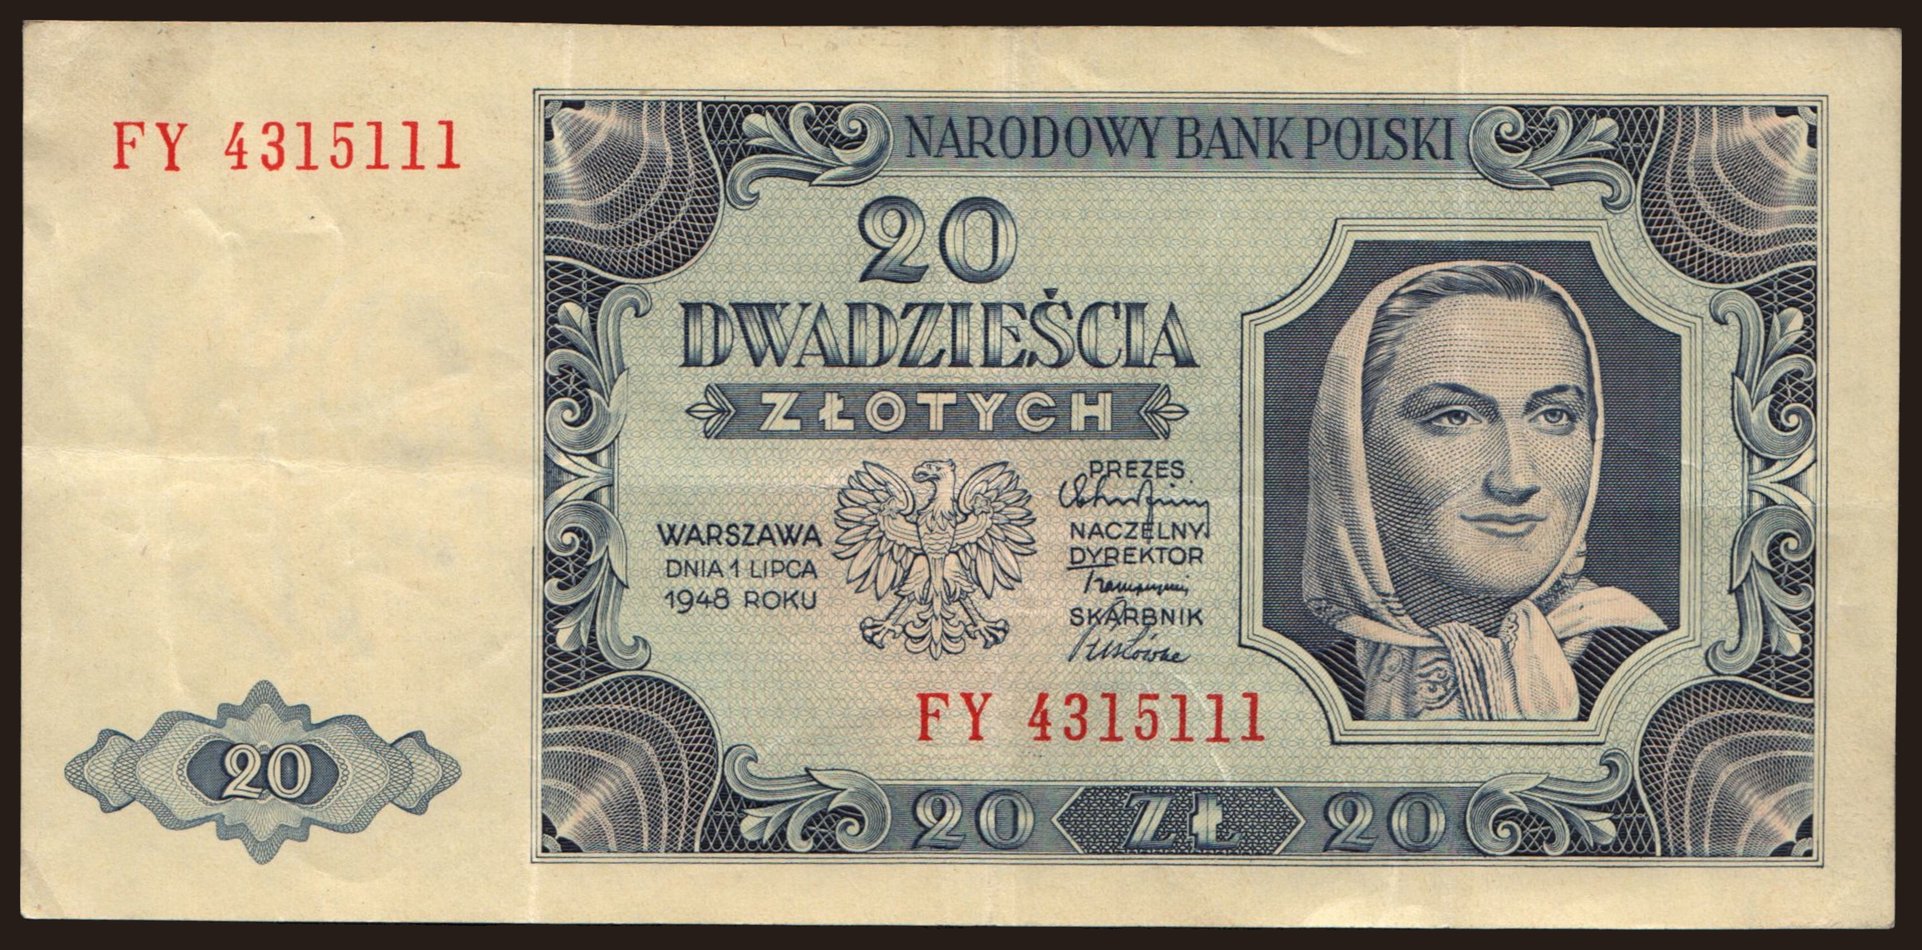 FY 4315111
NARODOWY BANK POLSKI
20
DWADZIEŚCIA
ZŁOTYCH
WARSZAWA
DNIA 1 LIPCA
1948 ROKU
PREZES
NACZELNY
DYREKTOR
SKARBNIK
FY 4315111
20
20 ZŁ 20